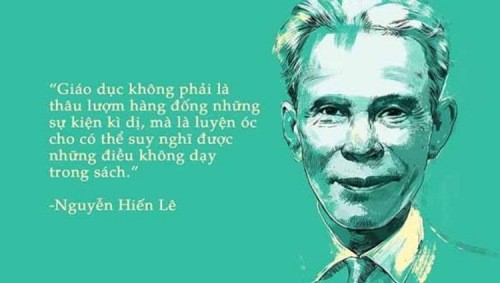 “Giáo dục không phải là
thâu lượm hàng đống những
sự kiện kì dị, mà là luyện óc
cho có thể suy nghĩ được
những điều không dạy
trong sách.”
-Nguyễn Hiến Lê